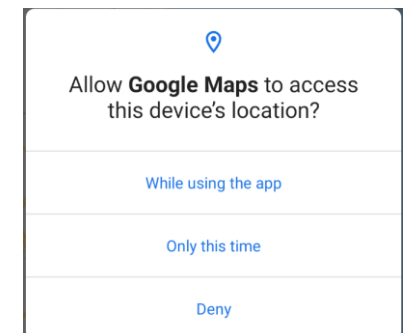 Allow Google Maps to access
this device's location?
While using the app
Only this time
Deny